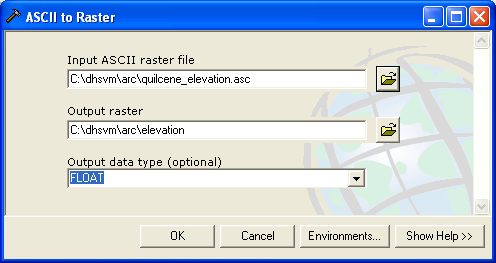 ASCII to Raster
Input ASCII raster file
C:\dhsvm\arc\quilcene_elevation.asc
Output raster
C:\dhsvm\arc\elevation
Output data type (optional)
FLOAT
OK Cancel Environments... Show Help >>